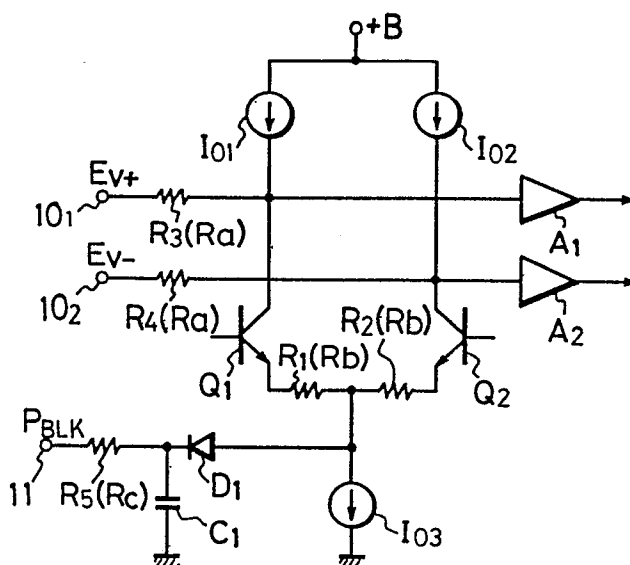 +B
I01 I02
Ev+
101 R3(Ra) A1
Ev-
102 R4(Ra) R2(Rb) A2
Q1 R1(Rb) Q2
PBLK
11 R5(Rc) D1
C1 I03